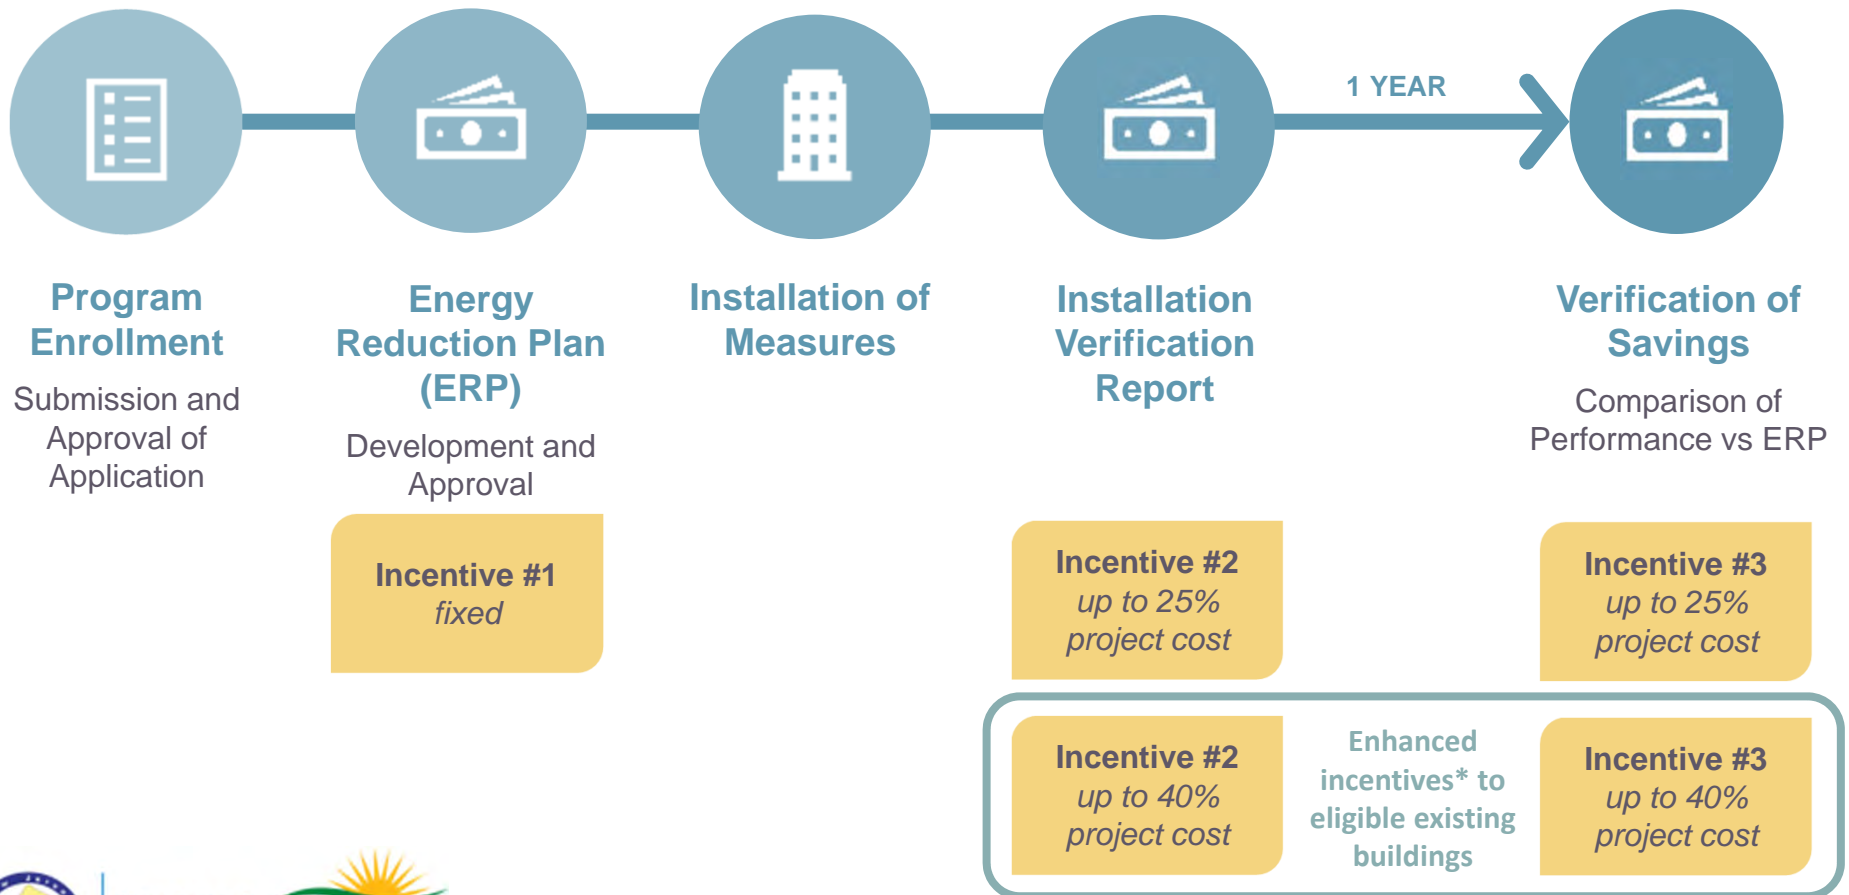 1 YEAR
Program
Enrollment
Submission and
Approval of
Application
Energy
Reduction Plan
(ERP)
Development and
Approval
Incentive #1
fixed
Installation of
Measures
Installation
Verification
Report
Incentive #2
up to 25%
project cost
Verification of
Savings
Comparison of
Performance vs ERP
Incentive #3
up to 25%
project cost
Incentive #2
up to 40%
project cost
Enhanced
incentives* to
eligible existing
buildings
Incentive #3
up to 40%
project cost